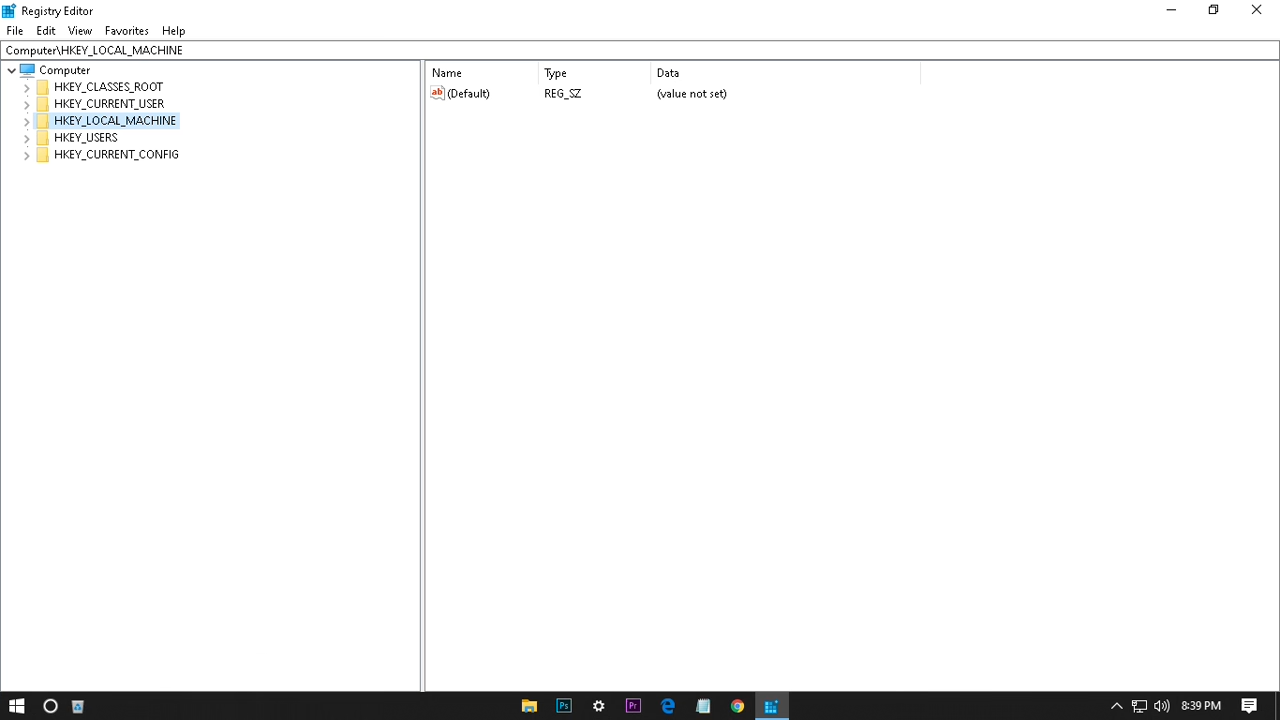 Registry Editor
File Edit View Favorites Help
Computer\HKEY_LOCAL_MACHINE
Computer
HKEY_CLASSES_ROOT
HKEY_CURRENT_USER
HKEY_LOCAL_MACHINE
HKEY_USERS
HKEY_CURRENT_CONFIG
Name Type Data
ab (Default) REG_SZ (value not set)
Ps Pr 8:39 PM